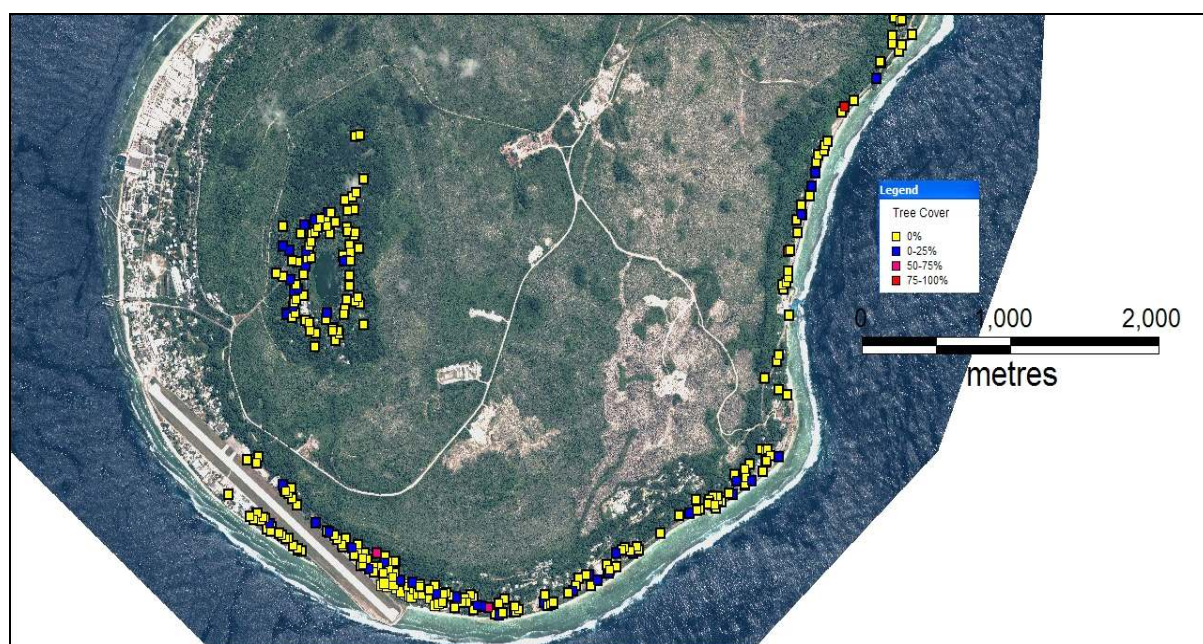 Legend
Tree Cover
0%
0-25%
50-75%
75-100%
0 1,000 2,000
metres